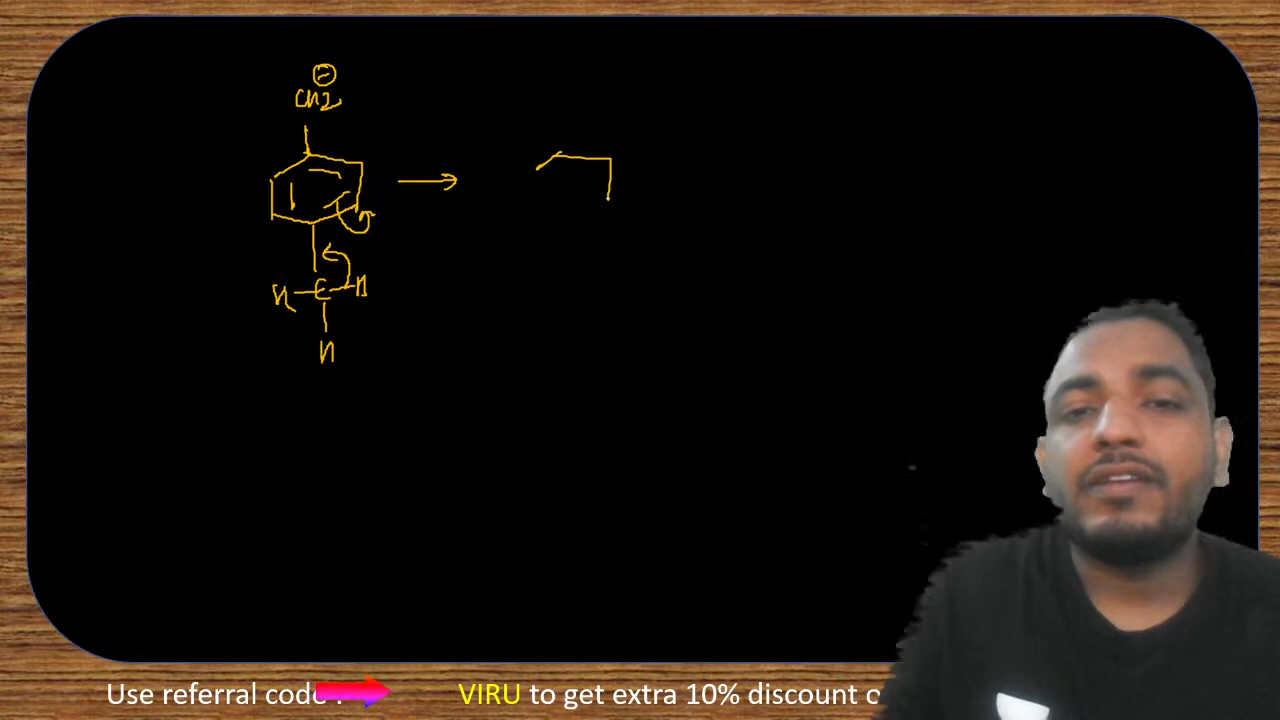 ⊖
CH2
H C H
H
Use referral code :
VIRU to get extra 10% discount o